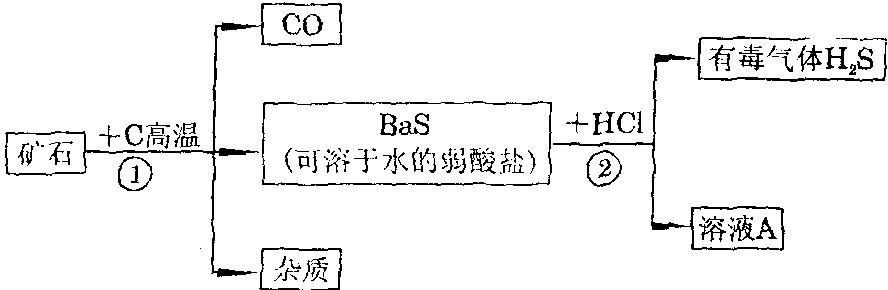 CO
矿石
+C高温
①
BaS
(可溶于水的弱酸盐)
+HCl
②
有毒气体H₂S
溶液A
杂质